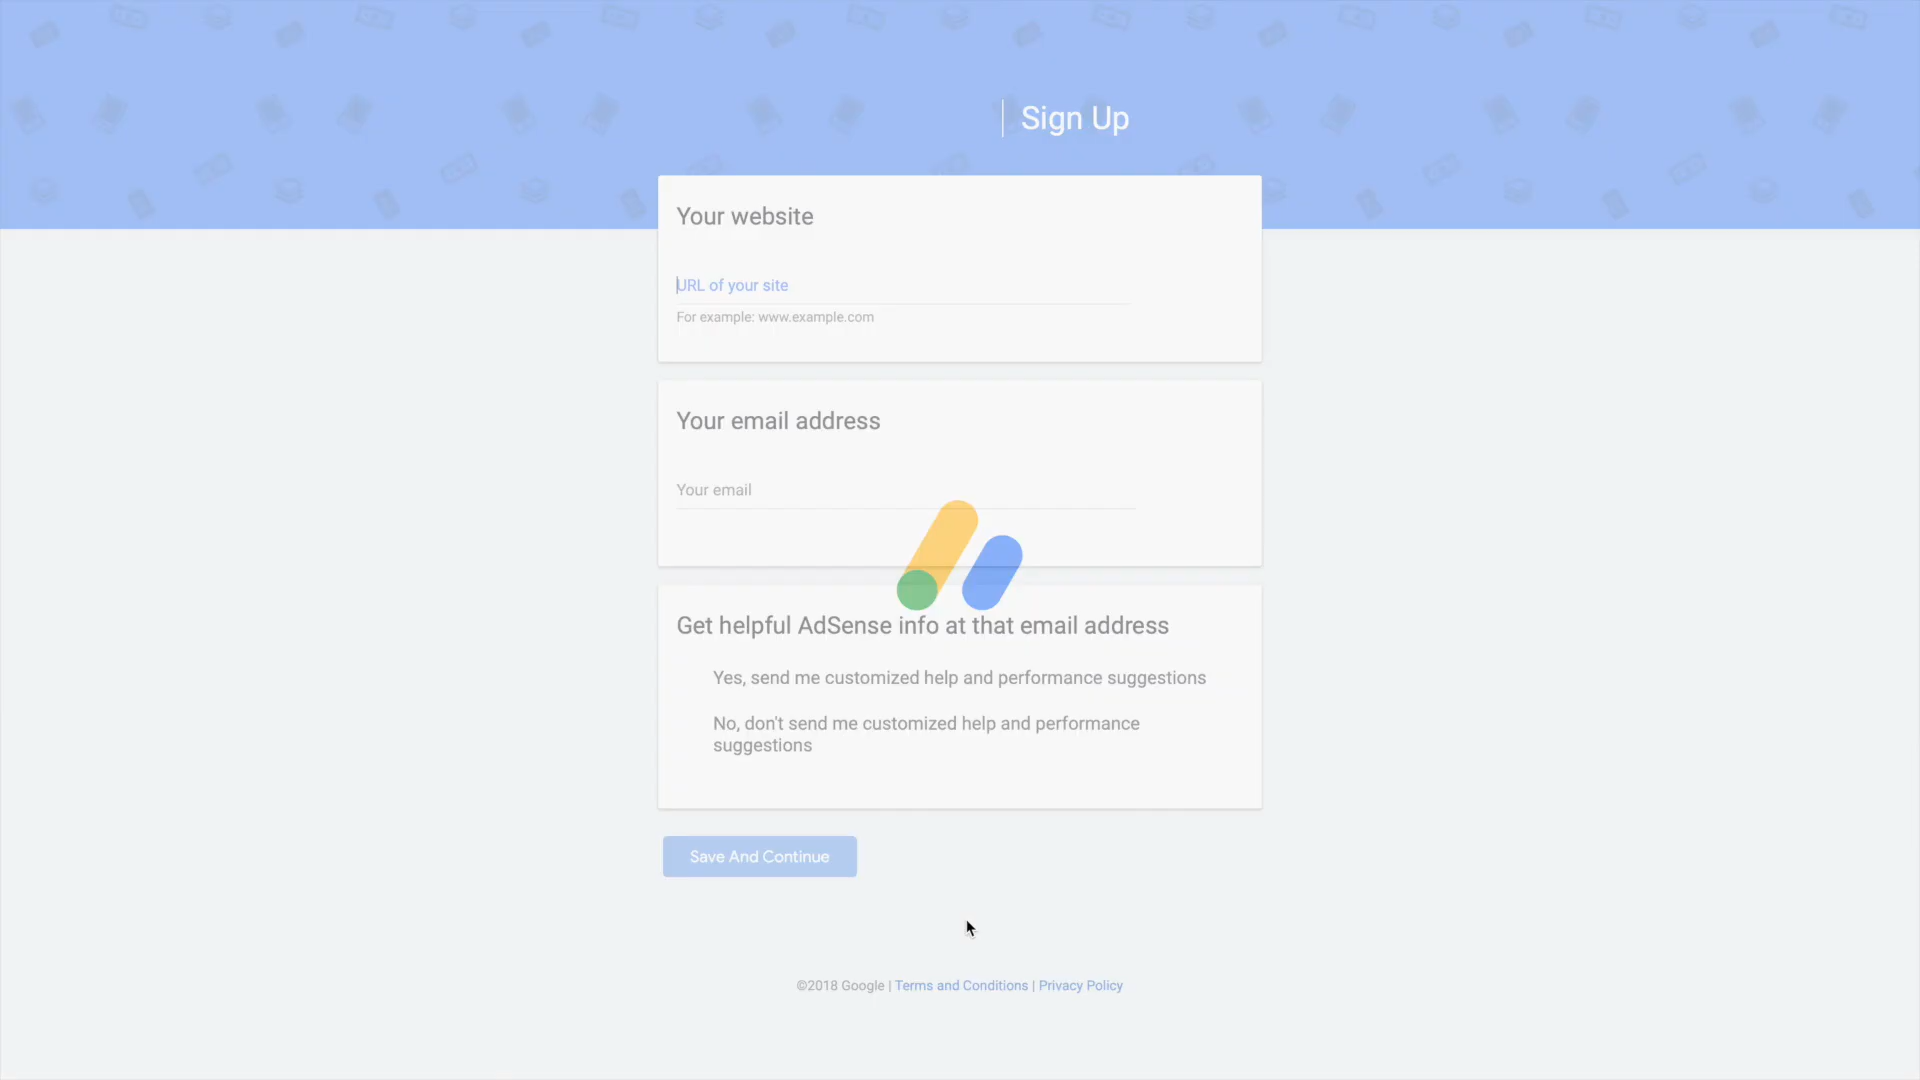 Sign Up
Your website
URL of your site
For example: www.example.com
Your email address
Your email
Get helpful AdSense info at that email address
Yes, send me customized help and performance suggestions
No, don't send me customized help and performance
suggestions
Save And Continue
©2018 Google | Terms and Conditions | Privacy Policy